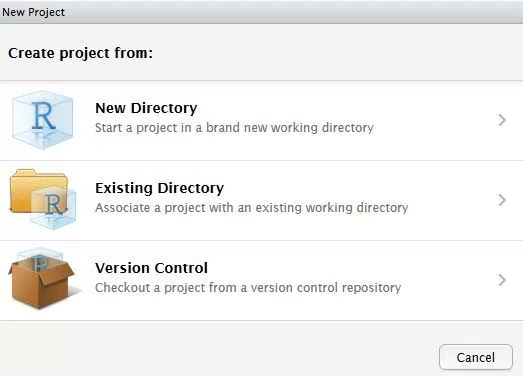 New Project
Create project from:
R
New Directory
Start a project in a brand new working directory
R
Existing Directory
Associate a project with an existing working directory
R
Version Control
Checkout a project from a version control repository
Cancel